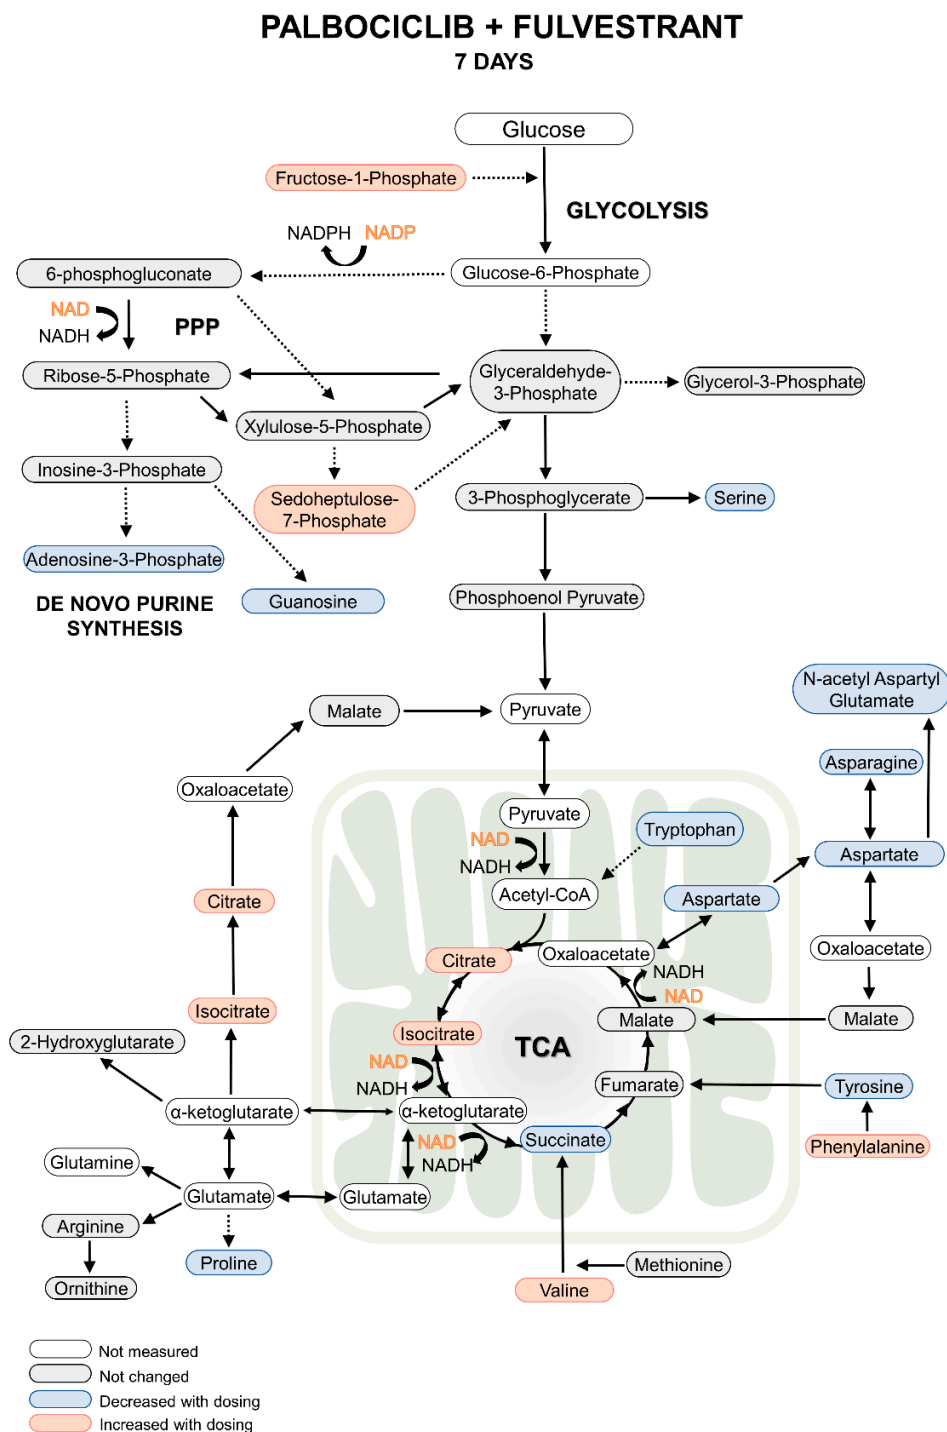 PALBOCICLIB + FULVESTRANT
7 DAYS
Glucose
Fructose-1-Phosphate
GLYCOLYSIS
NADPH NADP
6-phosphogluconate
Glucose-6-Phosphate
NAD
NADH
PPP
Ribose-5-Phosphate
Glyceraldehyde-
3-Phosphate
Glycerol-3-Phosphate
Xylulose-5-Phosphate
Inosine-3-Phosphate
Sedoheptulose-
7-Phosphate
3-Phosphoglycerate
Serine
Adenosine-3-Phosphate
Guanosine
Phosphoenol Pyruvate
DE NOVO PURINE
SYNTHESIS
N-acetyl Aspartyl
Glutamate
Malate
Pyruvate
Asparagine
Oxaloacetate
Pyruvate
Tryptophan
NAD
NADH
Aspartate
Acetyl-CoA
Aspartate
Citrate
Citrate
Oxaloacetate
Oxaloacetate
NADH
NAD
Isocitrate
Isocitrate
Malate
Malate
2-Hydroxyglutarate
TCA
NAD
NADH
Fumarate
Tyrosine
α-ketoglutarate
α-ketoglutarate
NAD
NADH
Succinate
Phenylalanine
Glutamine
Glutamate
Glutamate
Arginine
Proline
Methionine
Ornithine
Valine
Not measured
Not changed
Decreased with dosing
Increased with dosing